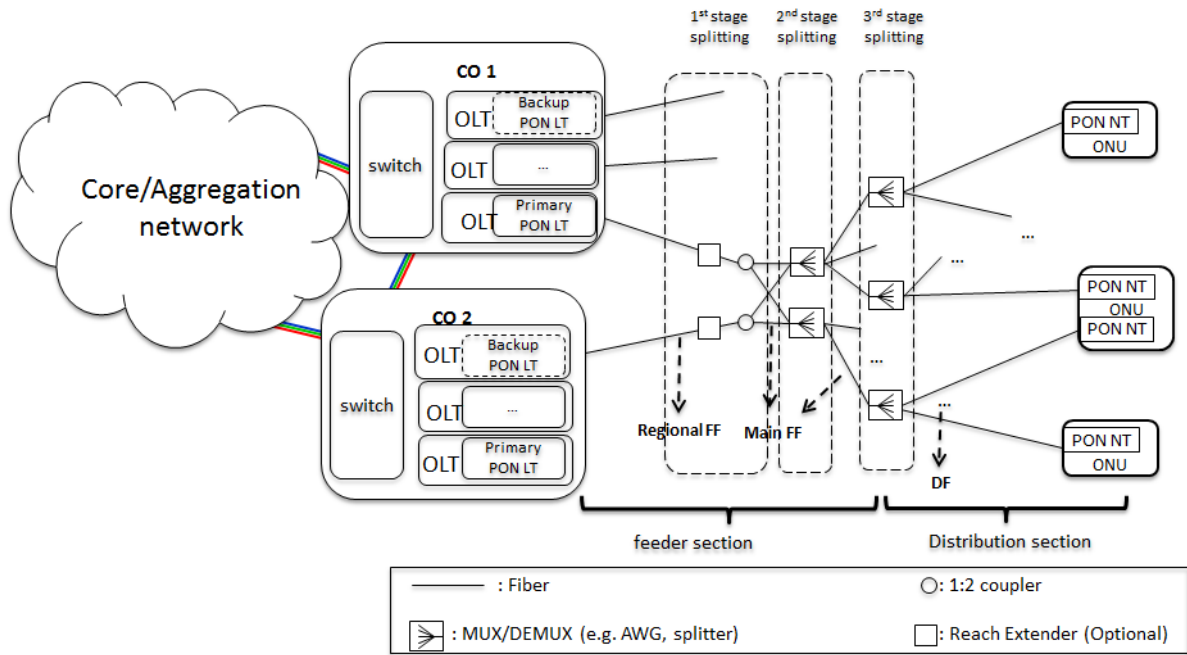 1st stage
splitting
2nd stage
splitting
3rd stage
splitting
CO 1
switch
OLT
Backup
PON LT
OLT
...
OLT
Primary
PON LT
Core/Aggregation
network
CO 2
switch
OLT
Backup
PON LT
OLT
...
OLT
Primary
PON LT
PON NT
ONU
...
...
PON NT
ONU
PON NT
...
...
PON NT
ONU
Regional FF
Main FF
DF
feeder section
Distribution section
: Fiber
: 1:2 coupler
: MUX/DEMUX (e.g. AWG, splitter)
: Reach Extender (Optional)